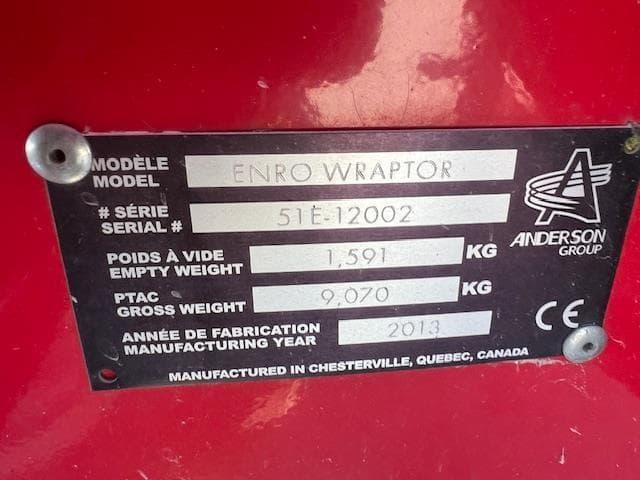 MODÈLE
MODEL
ENRO WRAPTOR
# SÉRIE
SERIAL #
51E-12002
POIDS À VIDE
EMPTY WEIGHT
1,591 KG
PTAC
GROSS WEIGHT
9,070 KG
ANNÉE DE FABRICATION
MANUFACTURING YEAR
2013
MANUFACTURED IN CHESTERVILLE, QUEBEC, CANADA
ANDERSON
GROUP
CE